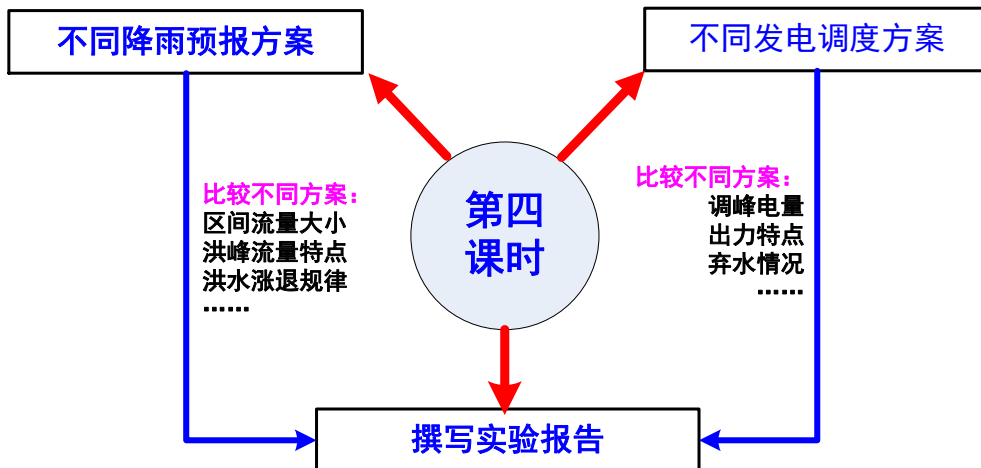 不同降雨预报方案
不同发电调度方案
比较不同方案：
区间流量大小
洪峰流量特点
洪水涨退规律
……
第四
课时
比较不同方案：
调峰电量
出力特点
弃水情况
……
撰写实验报告